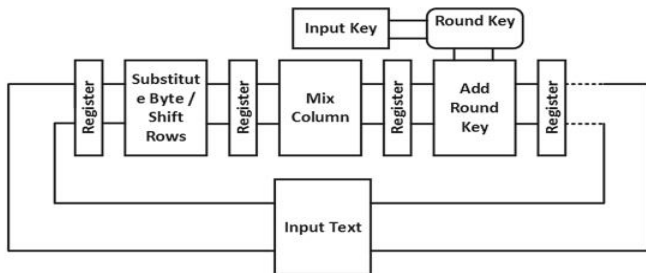 Input Key
Round Key
Register
Substitut
e Byte /
Shift
Rows
Register
Mix
Column
Register
Add
Round
Key
Register
Input Text